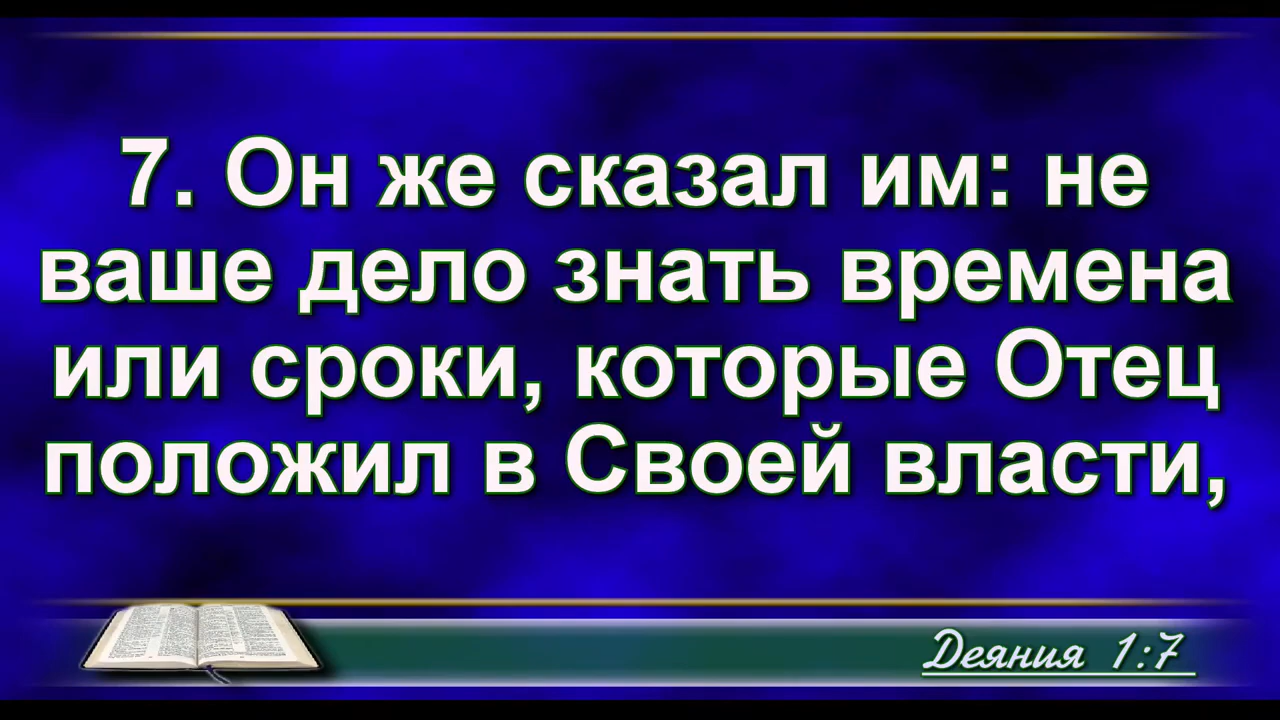 7. Он же сказал им: не
ваше дело знать времена
или сроки, которые Отец
положил в Своей власти,
Деяния 1:7